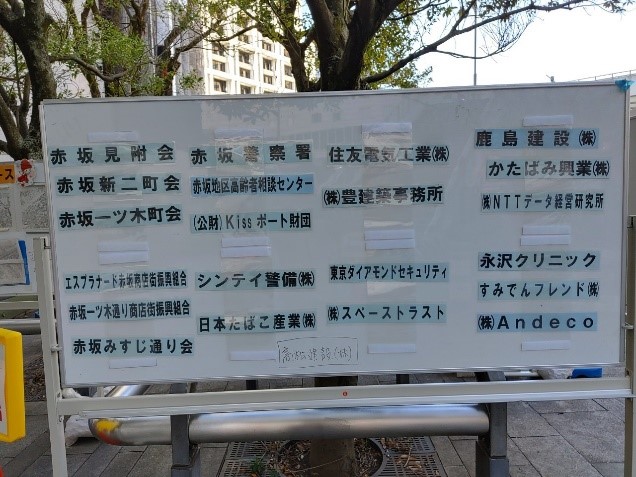 赤坂見附会
赤坂新二町会
赤坂一ツ木町会
エスプラナード赤坂商店街振興組合
赤坂一ツ木通り商店街振興組合
赤坂みすじ通り会
赤坂警察署
赤坂地区高齢者相談センター
(公財)Kissポート財団
シンテイ警備(株)
日本たばこ産業(株)
住友電気工業(株)
(株)豊建築事務所
東京ダイアモンドセキュリティ
(株)スペーストラスト
鹿島建設(株)
かたばみ興業(株)
(株)NTTデータ経営研究所
永沢クリニック
すみでんフレンド(株)
(株)Andeco
高松建設(株)
ース